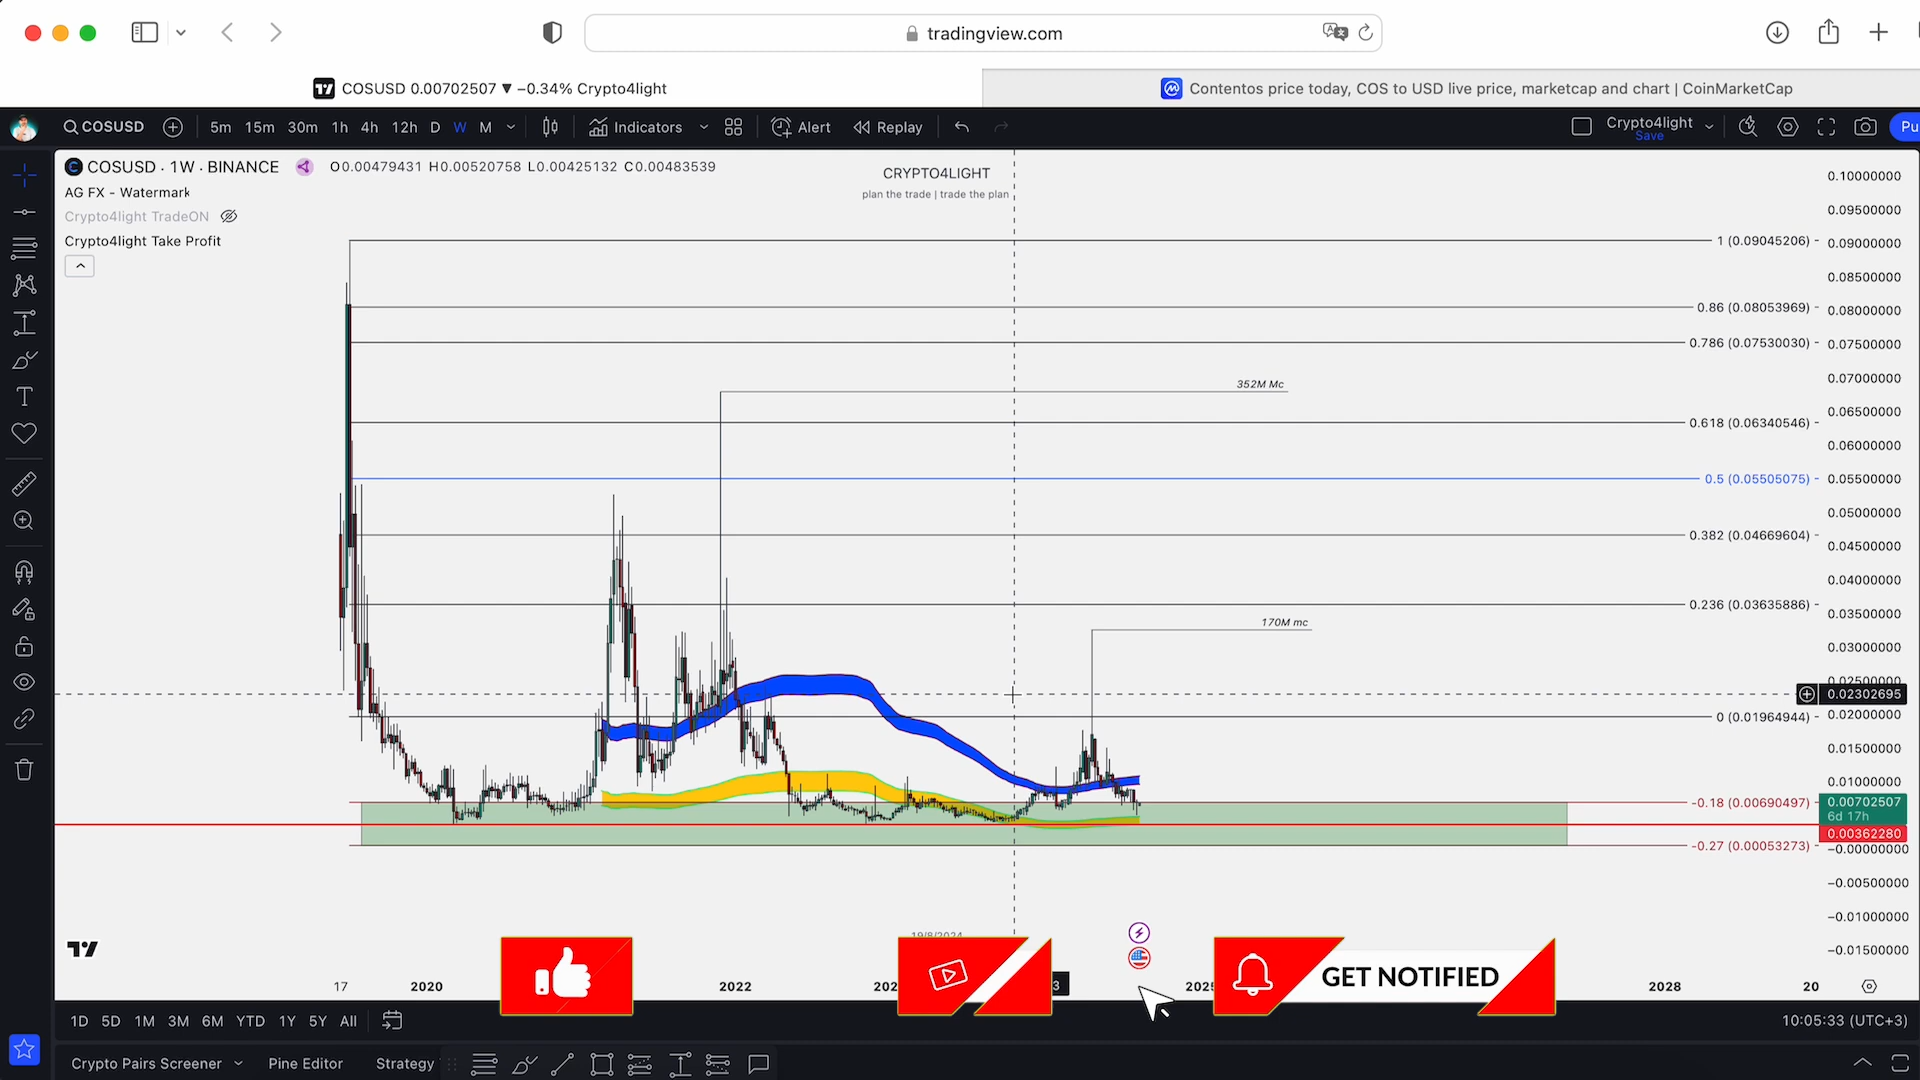 tradingview.com
COSUSD 0.00702507 ▼ −0.34% Crypto4light
Contentos price today, COS to USD live price, marketcap and chart | CoinMarketCap
COSUSD 5m 15m 30m 1h 4h 12h D W M Indicators Alert Replay Crypto4light
Save
Pu
COSUSD · 1W · BINANCE O0.00479431 H0.00520758 L0.00425132 C0.00483539
AG FX - Watermark
Crypto4light TradeON
Crypto4light Take Profit
CRYPTO4LIGHT
plan the trade | trade the plan
0.10000000
0.09500000
1 (0.09045206)
0.09000000
0.08500000
0.86 (0.08053969)
0.08000000
0.786 (0.07530030)
0.07500000
352M Mc
0.07000000
0.06500000
0.618 (0.06340546)
0.06000000
0.5 (0.05505075)
0.05500000
0.05000000
0.382 (0.04669604)
0.04500000
0.04000000
0.236 (0.03635886)
0.03500000
170M mc
0.03000000
0.02302695
0 (0.01964944)
0.02000000
0.01500000
0.01000000
-0.18 (0.00690497)
0.00702507
6d 17h
0.00362280
-0.27 (0.00053273)
−0.00000000
−0.00500000
−0.01000000
−0.01500000
GET NOTIFIED
17 2020 2022 2025 2028 20
1D 5D 1M 3M 6M YTD 1Y 5Y All
10:05:33 (UTC+3)
Crypto Pairs Screener Pine Editor Strategy